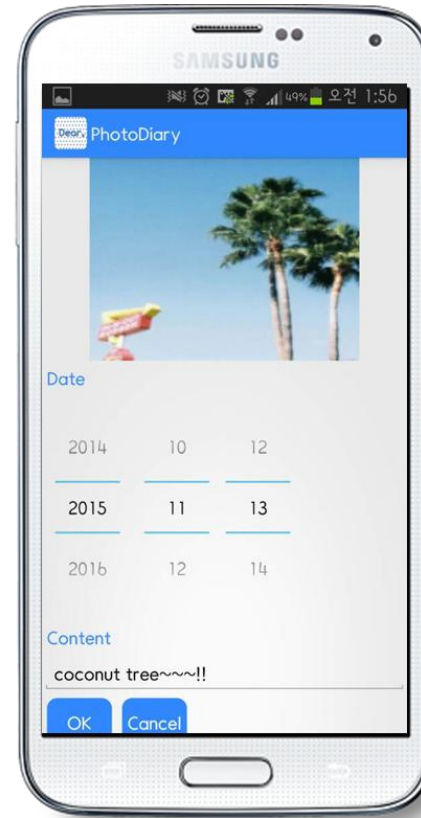 SAMSUNG
49% 오전 1:56
Dear. PhotoDiary
Date
2014 10 12
2015 11 13
2016 12 14
Content
coconut tree~~~!!
OK Cancel